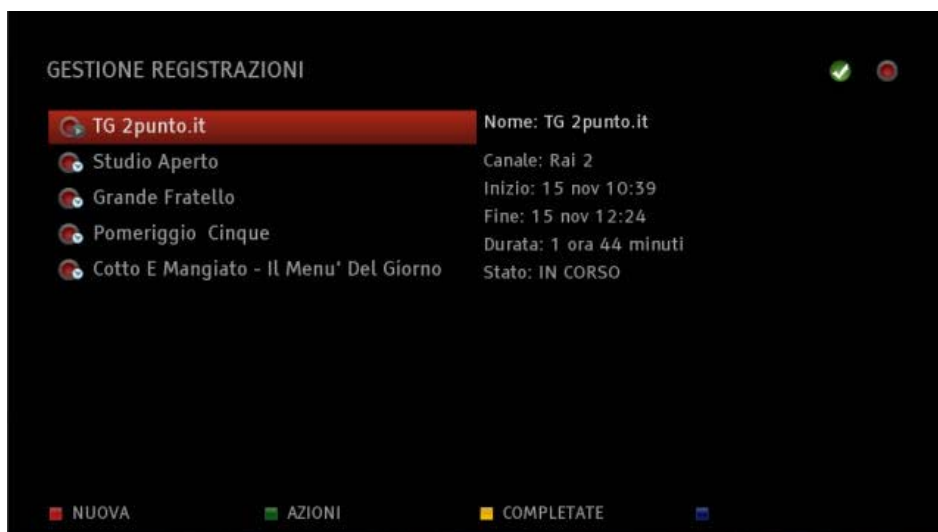 GESTIONE REGISTRAZIONI
TG 2punto.it
Studio Aperto
Grande Fratello
Pomeriggio Cinque
Cotto E Mangiato - Il Menu' Del Giorno
Nome: TG 2punto.it
Canale: Rai 2
Inizio: 15 nov 10:39
Fine: 15 nov 12:24
Durata: 1 ora 44 minuti
Stato: IN CORSO
NUOVA
AZIONI
COMPLETATE